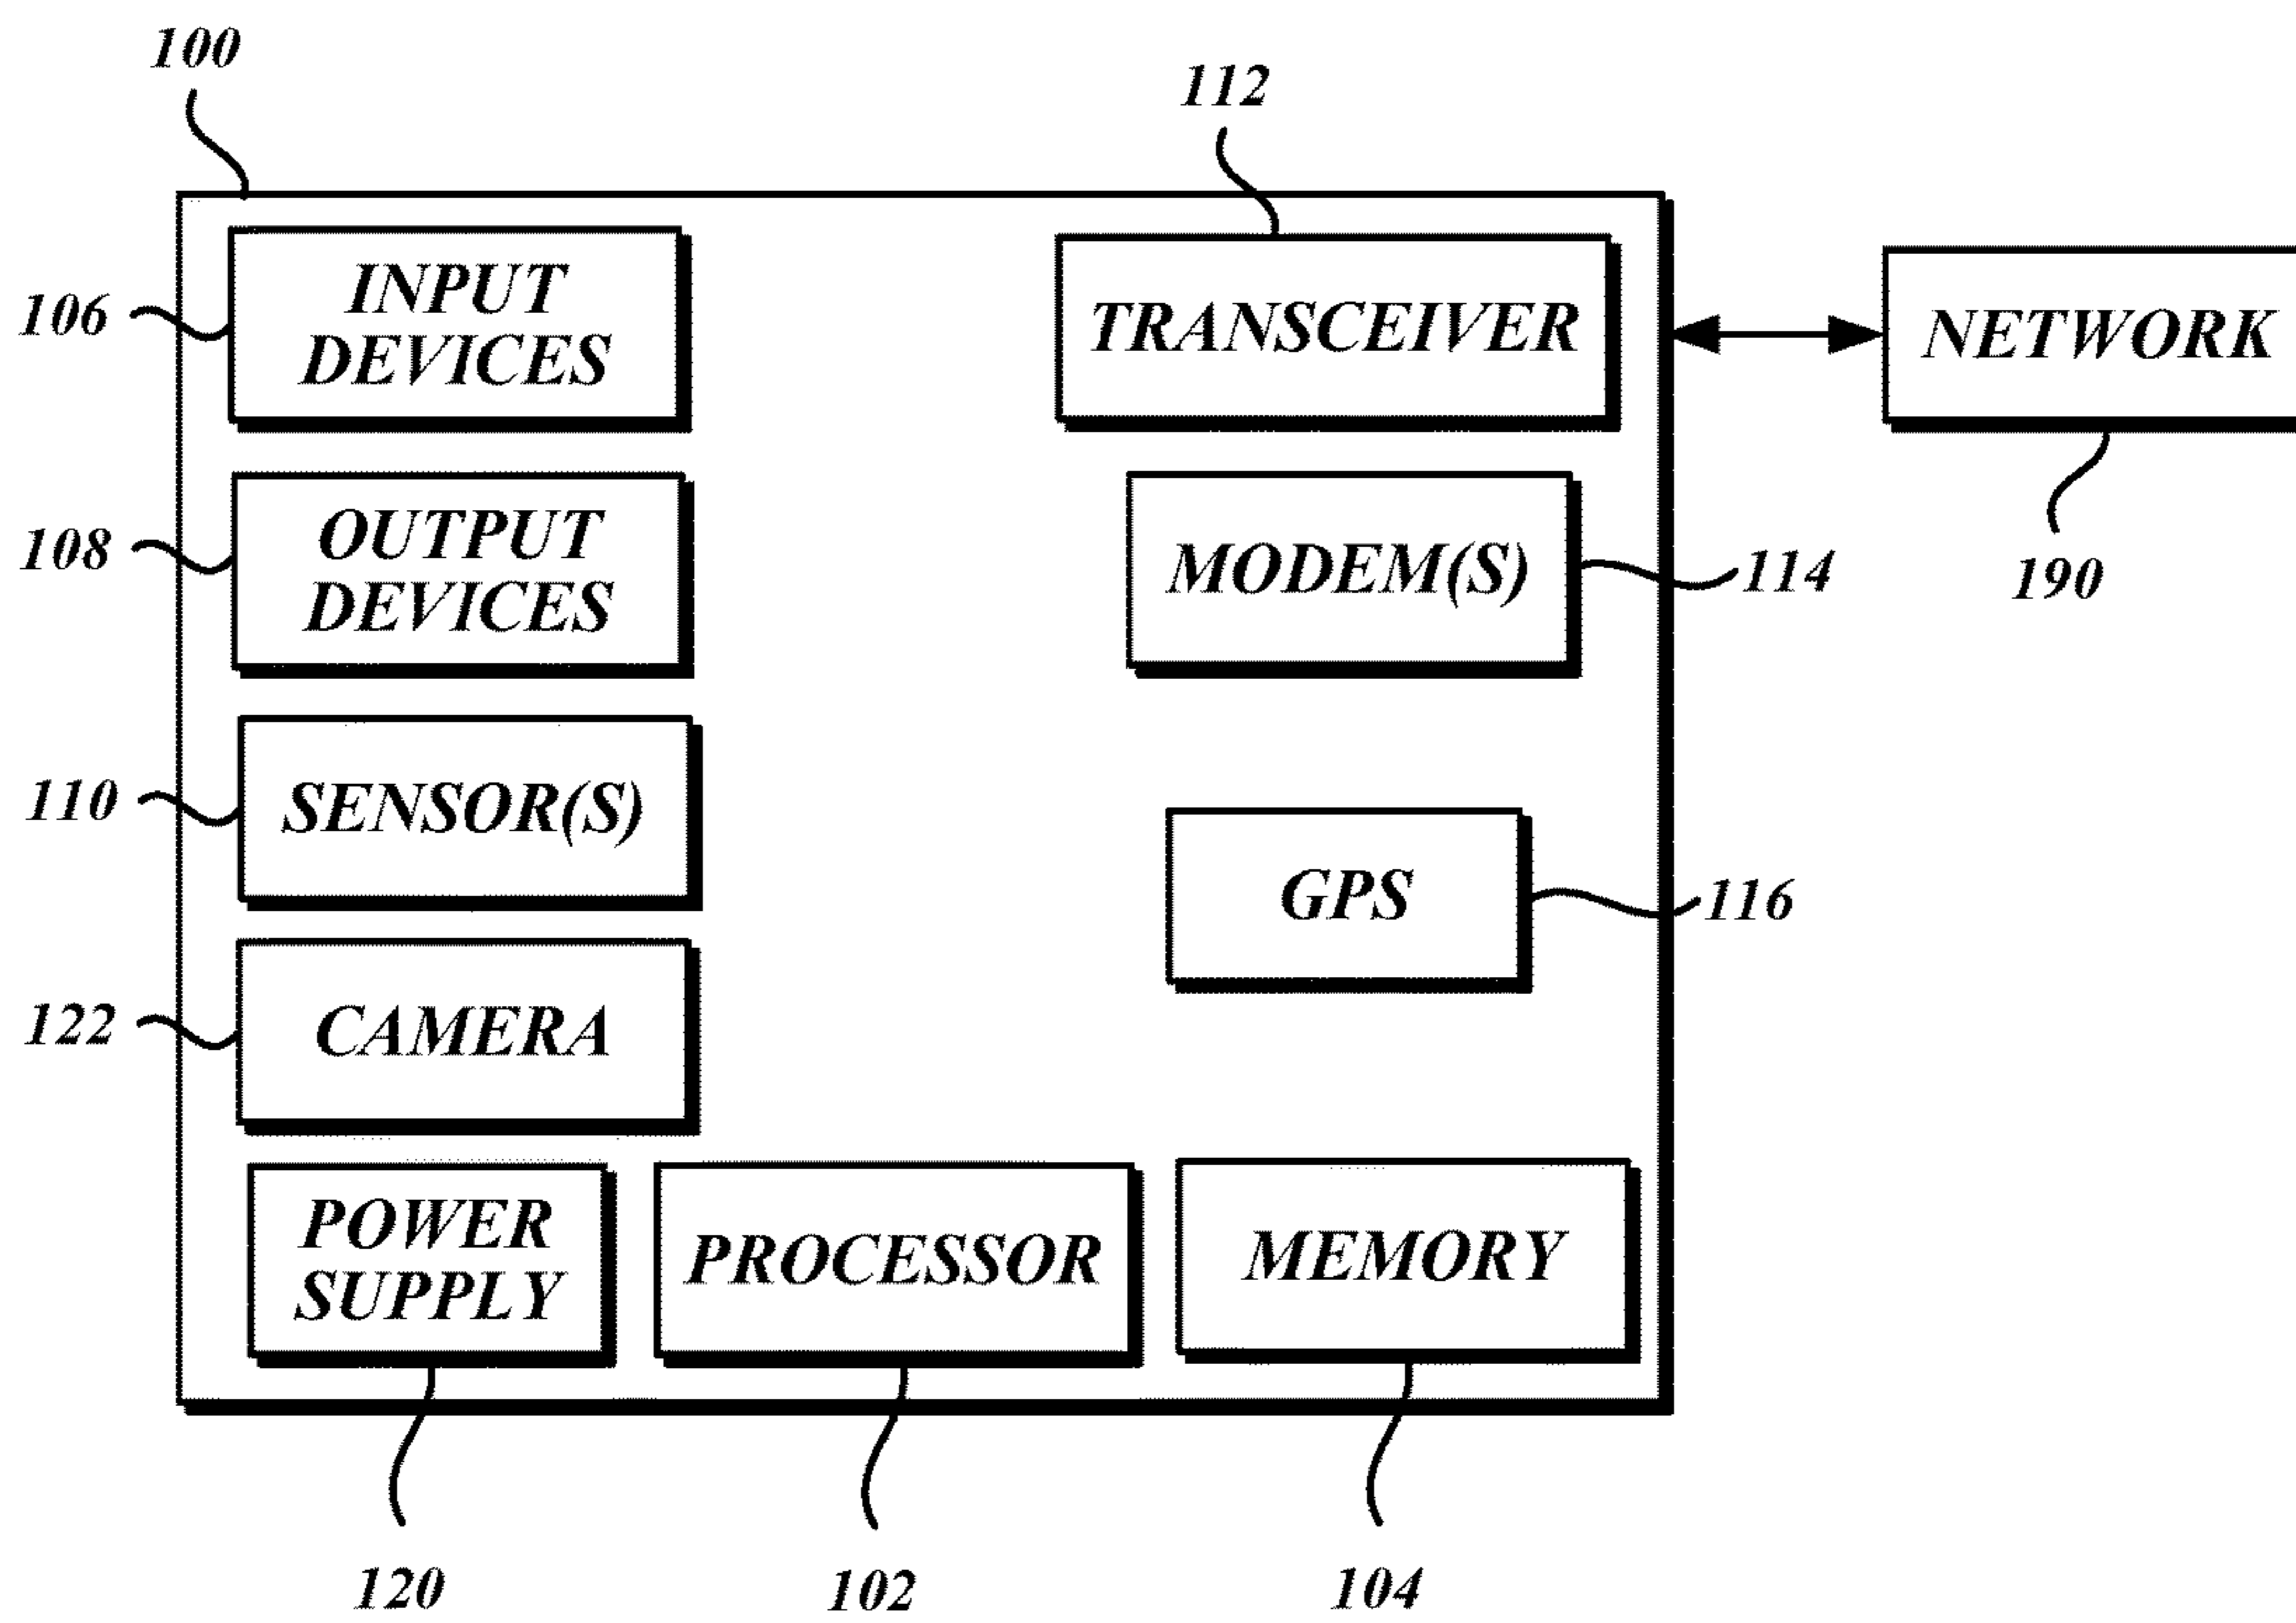 100
112
106
INPUT
DEVICES
TRANSCEIVER
NETWORK
108
OUTPUT
DEVICES
MODEM(S)
114
190
110
SENSOR(S)
GPS
116
122
CAMERA
POWER
SUPPLY
PROCESSOR
MEMORY
120
102
104